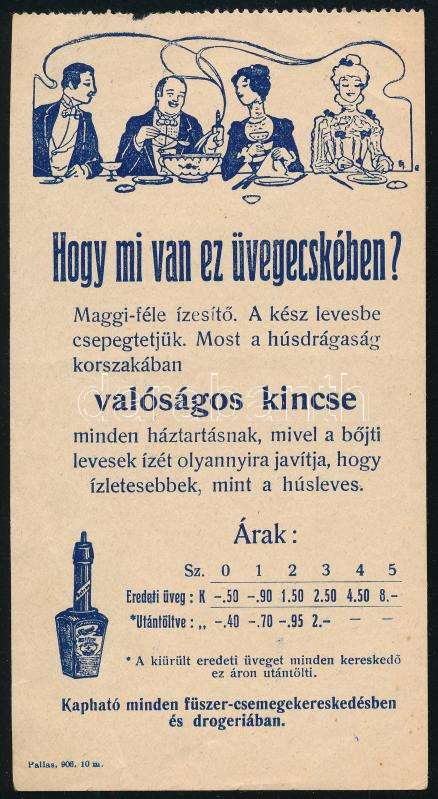 Hogy mi van ez üvegecskében?
Maggi-féle ízesítő. A kész levesbe
csepegtetjük. Most a húsdrágaság
korszakában
valóságos kincse
minden háztartásnak, mivel a bőjti
levesek ízét olyannyira javítja, hogy
ízletesebbek, mint a húsleves.
Árak:
Sz. 0 1 2 3 4 5
Eredeti üveg: K –.50 –.90 1.50 2.50 4.50 8.–
*Utántöltve: „ –.40 –.70 –.95 2.– — —
* A kiürült eredeti üveget minden kereskedő
ez áron utántölti.
Kapható minden füszer-csemegekereskedésben
és drogeriában.
Pallas, 906. 10 m.
darabanth